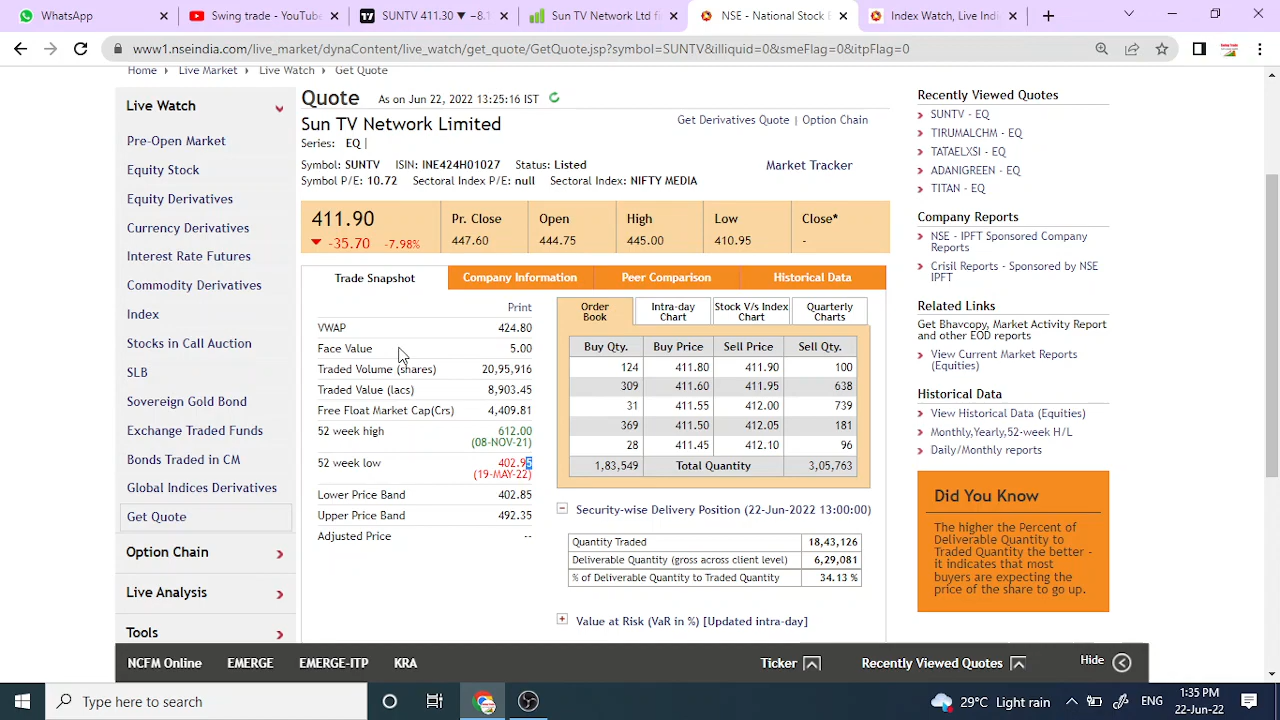 WhatsApp
Swing trade - YouTube
SUNTV 411.30 ▼ −8.1
Sun TV Network Ltd fi
NSE - National Stock E
Index Watch, Live Indi
www1.nseindia.com/live_market/dynaContent/live_watch/get_quote/GetQuote.jsp?symbol=SUNTV&illiquid=0&smeFlag=0&itpFlag=0
Home Live Market Live Watch Get Quote
Live Watch
Pre-Open Market
Equity Stock
Equity Derivatives
Currency Derivatives
Interest Rate Futures
Commodity Derivatives
Index
Stocks in Call Auction
SLB
Sovereign Gold Bond
Exchange Traded Funds
Bonds Traded in CM
Global Indices Derivatives
Get Quote
Option Chain
Live Analysis
Tools
Quote As on Jun 22, 2022 13:25:16 IST
Sun TV Network Limited
Get Derivatives Quote | Option Chain
Series: EQ |
Symbol: SUNTV ISIN: INE424H01027 Status: Listed
Market Tracker
Symbol P/E: 10.72 Sectoral Index P/E: null Sectoral Index: NIFTY MEDIA
411.90 Pr. Close Open High Low Close*
-35.70 -7.98% 447.60 444.75 445.00 410.95 -
Trade Snapshot Company Information Peer Comparison Historical Data
Print
VWAP 424.80
Face Value 5.00
Traded Volume (shares) 20,95,916
Traded Value (lacs) 8,903.45
Free Float Market Cap(Crs) 4,409.81
52 week high 612.00
(08-NOV-21)
52 week low 402.95
(19-MAY-22)
Lower Price Band 402.85
Upper Price Band 492.35
Adjusted Price --
Order Book Intra-day Chart Stock V/s Index Chart Quarterly Charts
Buy Qty. Buy Price Sell Price Sell Qty.
124 411.80 411.90 100
309 411.60 411.95 638
31 411.55 412.00 739
369 411.50 412.05 181
28 411.45 412.10 96
1,83,549 Total Quantity 3,05,763
Security-wise Delivery Position (22-Jun-2022 13:00:00)
Quantity Traded 18,43,126
Deliverable Quantity (gross across client level) 6,29,081
% of Deliverable Quantity to Traded Quantity 34.13 %
Value at Risk (VaR in %) [Updated intra-day]
Recently Viewed Quotes
SUNTV - EQ
TIRUMALCHM - EQ
TATAELXSI - EQ
ADANIGREEN - EQ
TITAN - EQ
Company Reports
NSE - IPFT Sponsored Company
Reports
Crisil Reports - Sponsored by NSE
IPFT
Related Links
Get Bhavcopy, Market Activity Report
and other EOD reports
View Current Market Reports
(Equities)
Historical Data
View Historical Data (Equities)
Monthly,Yearly,52-week H/L
Daily/Monthly reports
Did You Know
The higher the Percent of
Deliverable Quantity to
Traded Quantity the better -
it indicates that most
buyers are expecting the
price of the share to go up.
NCFM Online EMERGE EMERGE-ITP KRA Ticker Recently Viewed Quotes Hide
Type here to search
29°C Light rain
ENG
1:35 PM
22-Jun-22